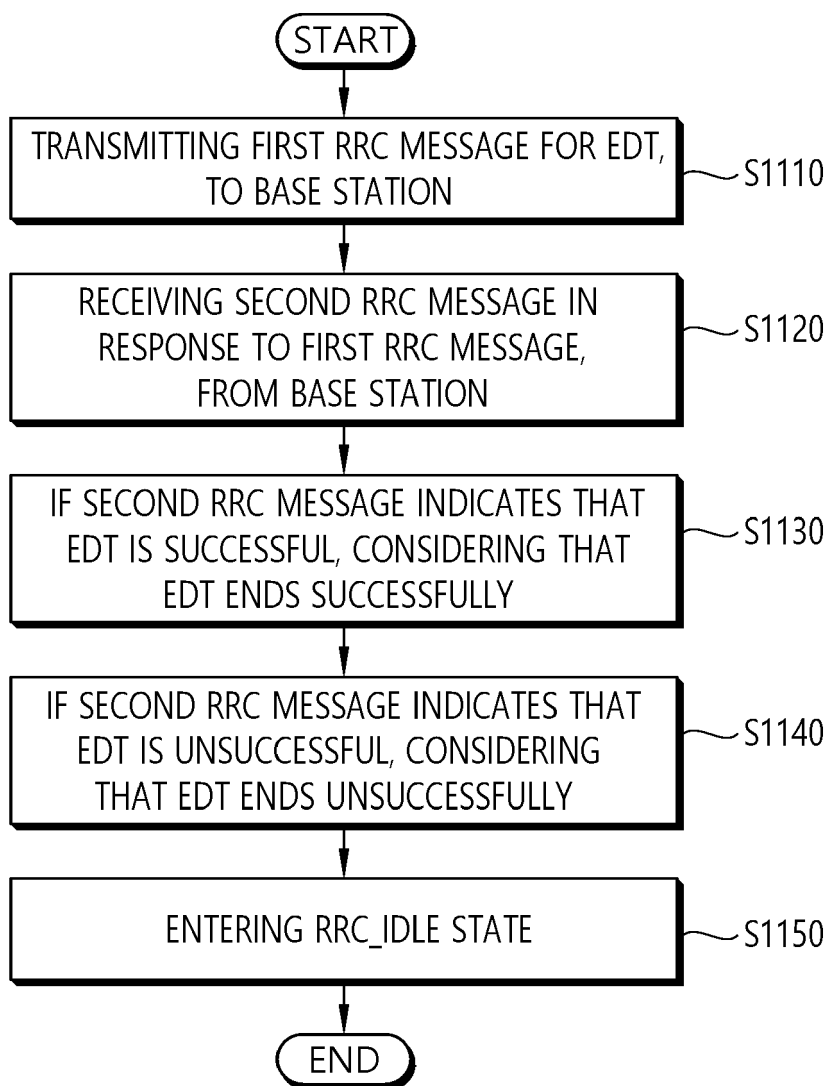 START
TRANSMITTING FIRST RRC MESSAGE FOR EDT,
TO BASE STATION
S1110
RECEIVING SECOND RRC MESSAGE IN
RESPONSE TO FIRST RRC MESSAGE,
FROM BASE STATION
S1120
IF SECOND RRC MESSAGE INDICATES THAT
EDT IS SUCCESSFUL, CONSIDERING THAT
EDT ENDS SUCCESSFULLY
S1130
IF SECOND RRC MESSAGE INDICATES THAT
EDT IS UNSUCCESSFUL, CONSIDERING
THAT EDT ENDS UNSUCCESSFULLY
S1140
ENTERING RRC_IDLE STATE
S1150
END